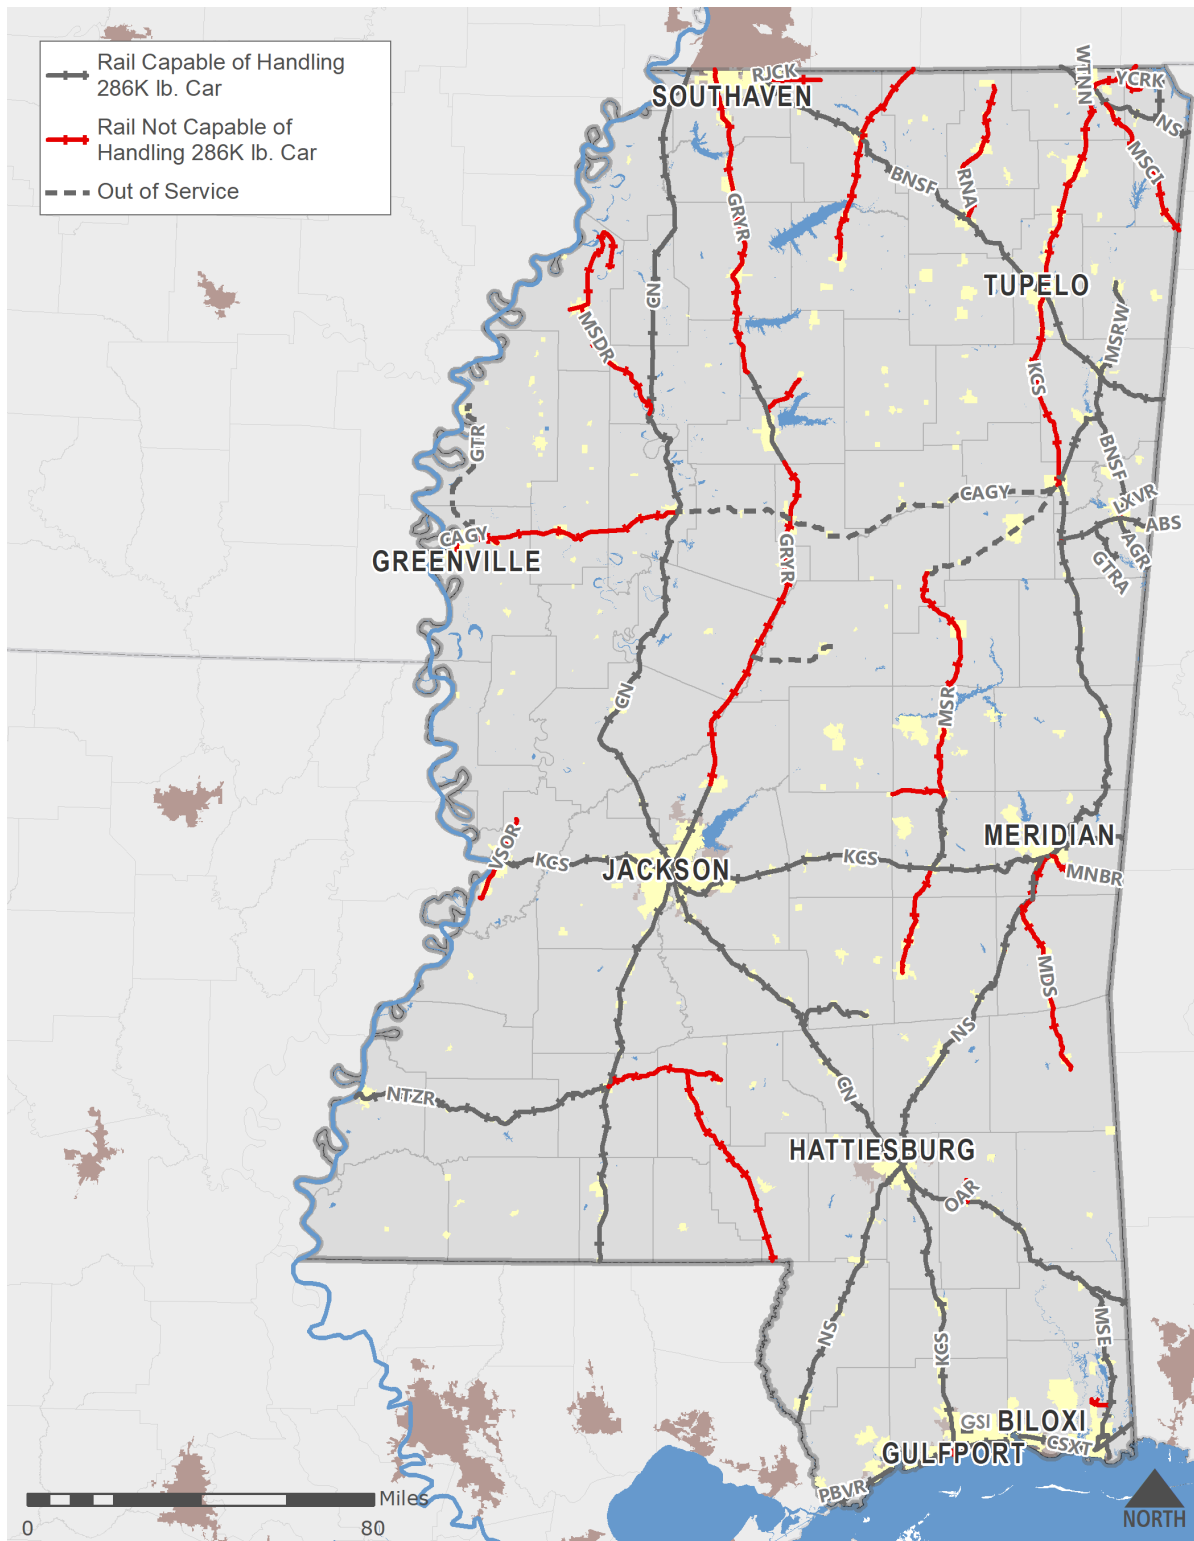 Rail Capable of Handling
286K lb. Car
Rail Not Capable of
Handling 286K lb. Car
Out of Service
RJCK
SOUTHAVEN
WTNN
YCRK
NS
MSCI
BNSF
RNA
GRYR
CN
TUPELO
MSRW
MSDR
KCS
GTR
BNSF
CAGY
LXVR
ABS
CAGY
GREENVILLE
GRYR
AGR
GTRA
CN
MSR
MERIDIAN
VSOR
KCS
JACKSON
KCS
MNBR
MDS
NS
NTZR
CN
HATTIESBURG
OAR
NS
KCS
MSE
GSI
BILOXI
GULFPORT
CSXT
PBVR
Miles
0
80
NORTH